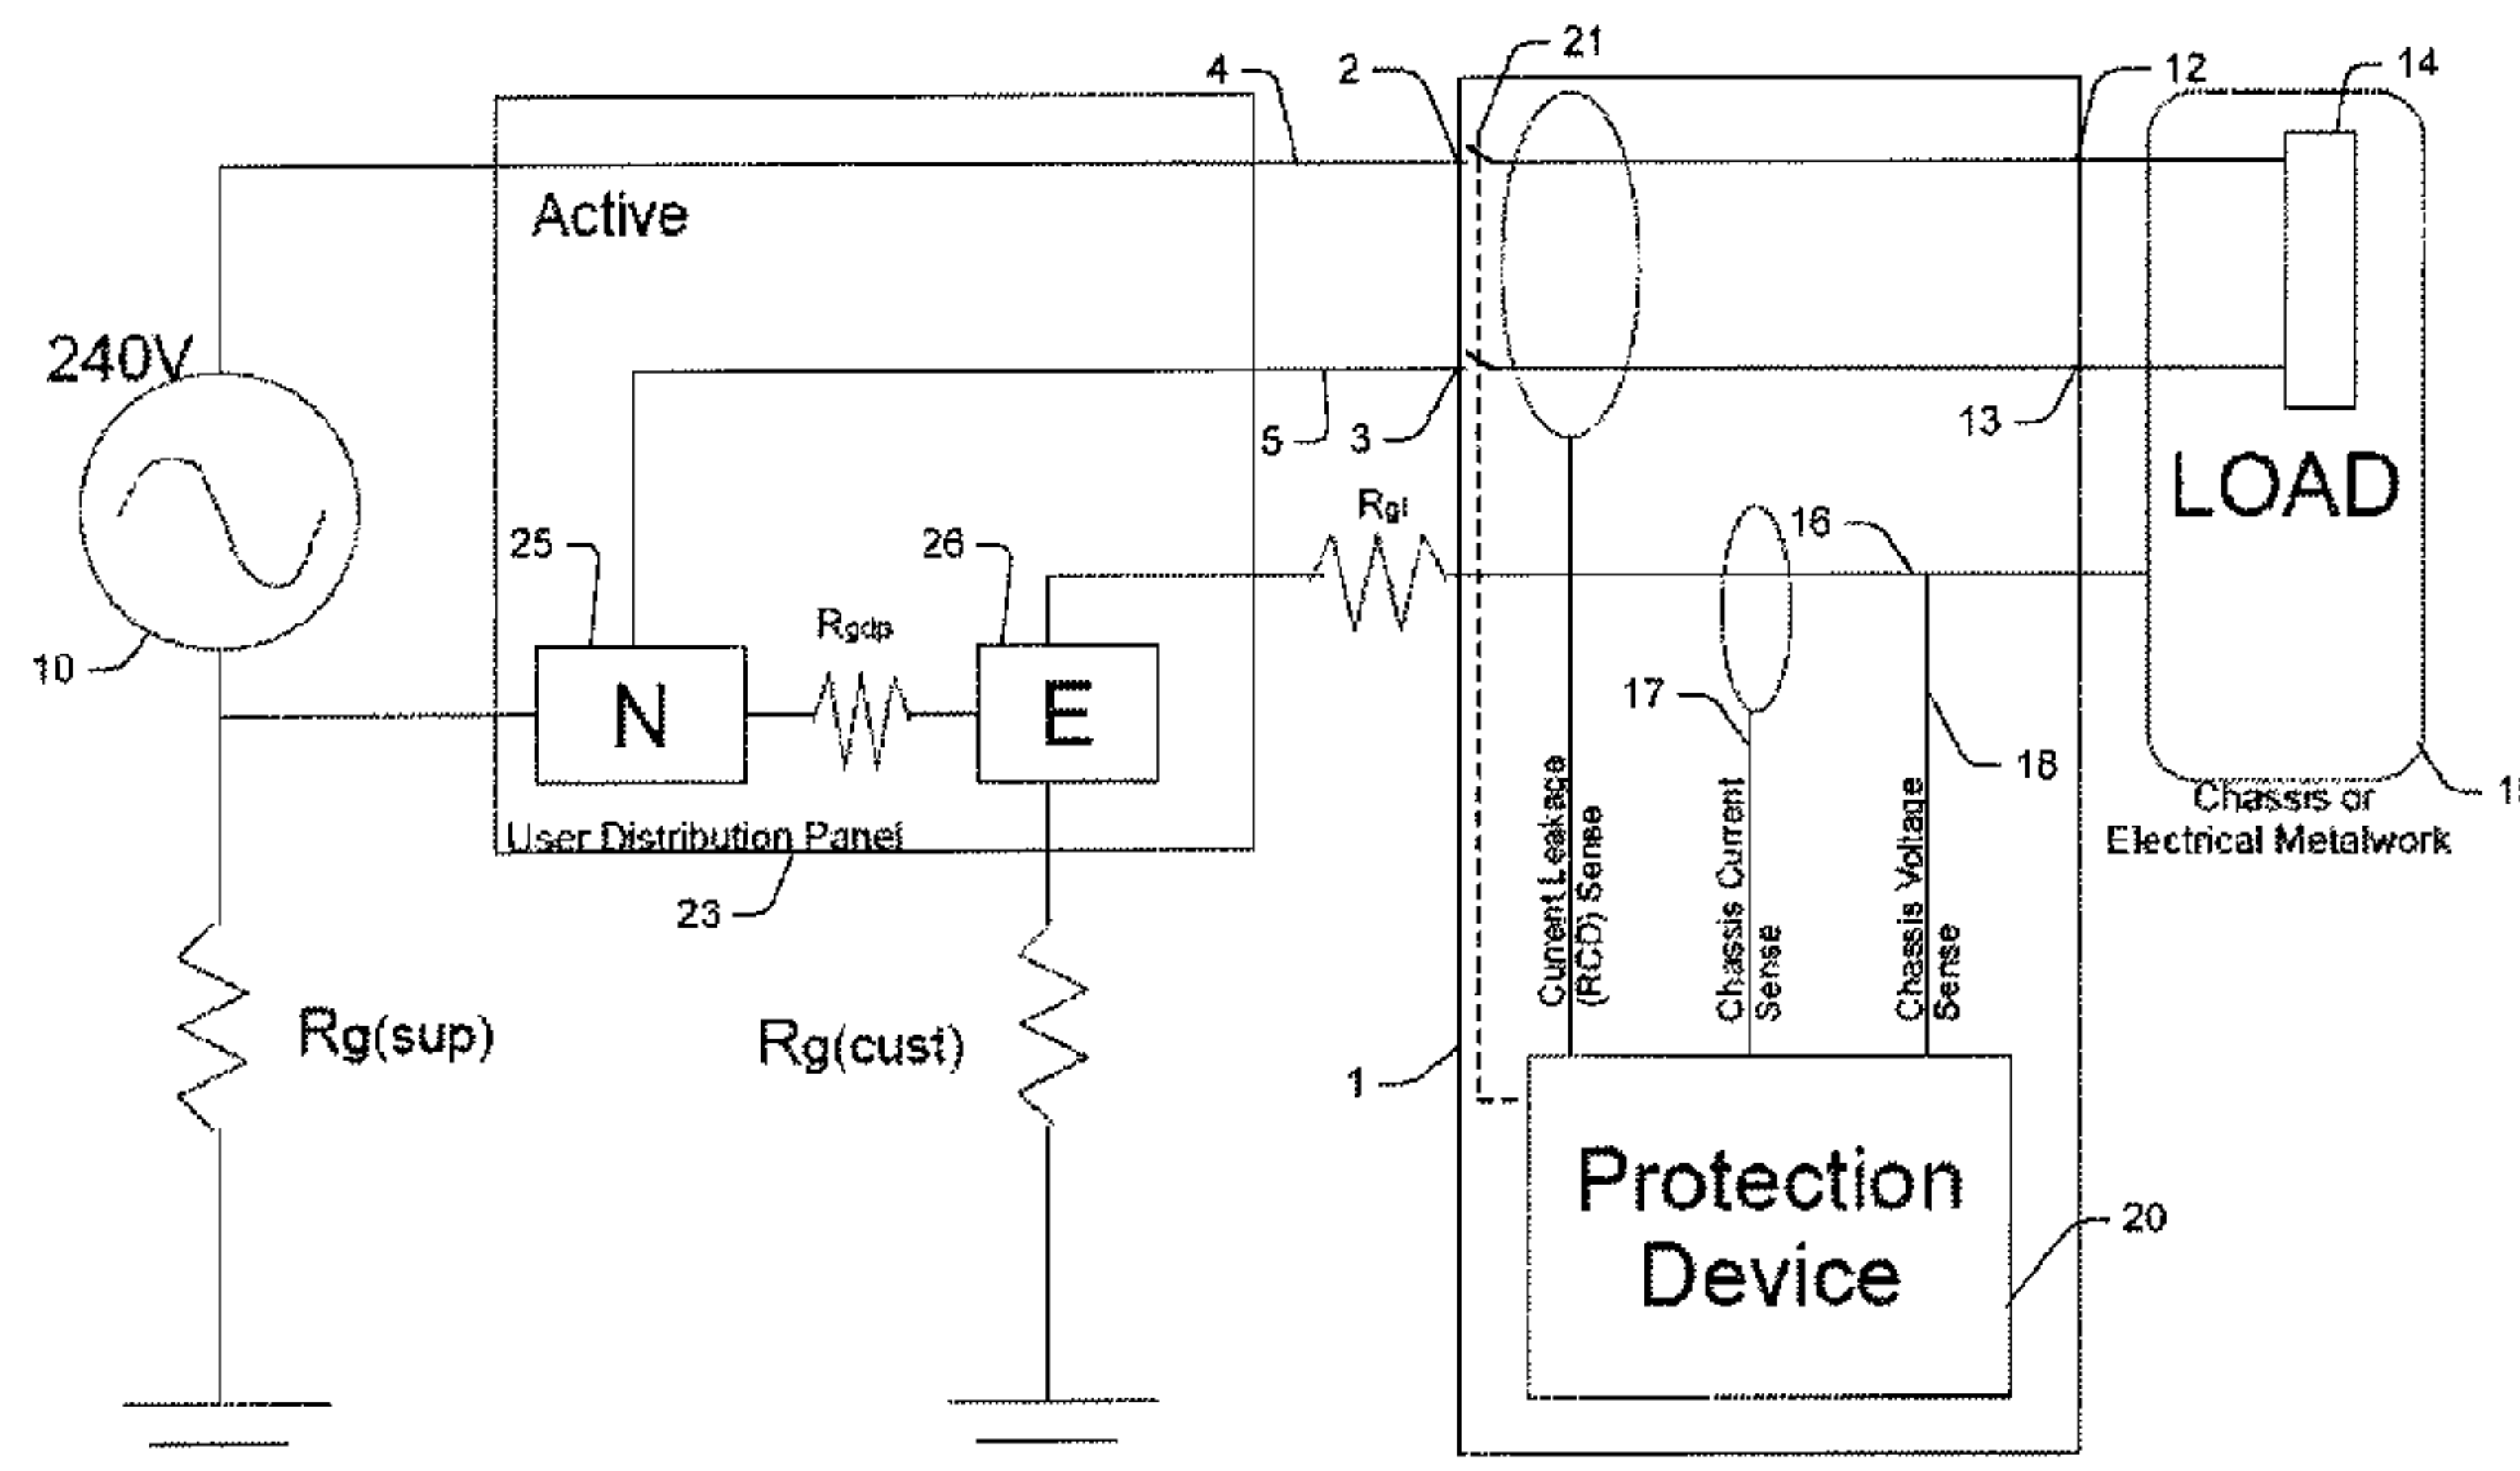 21
4
2
12
14
240V
Active
5
3
13
LOAD
Rgl
16
25
26
Rgdp
10
N
E
17
18
User Distribution Panel
Chassis or
Electrical Metalwork
23
Current Leakage
(RCD) Sense
Chassis Current
Sense
Chassis Voltage
Sense
Rg(sup)
Rg(cust)
1
Protection
Device
20